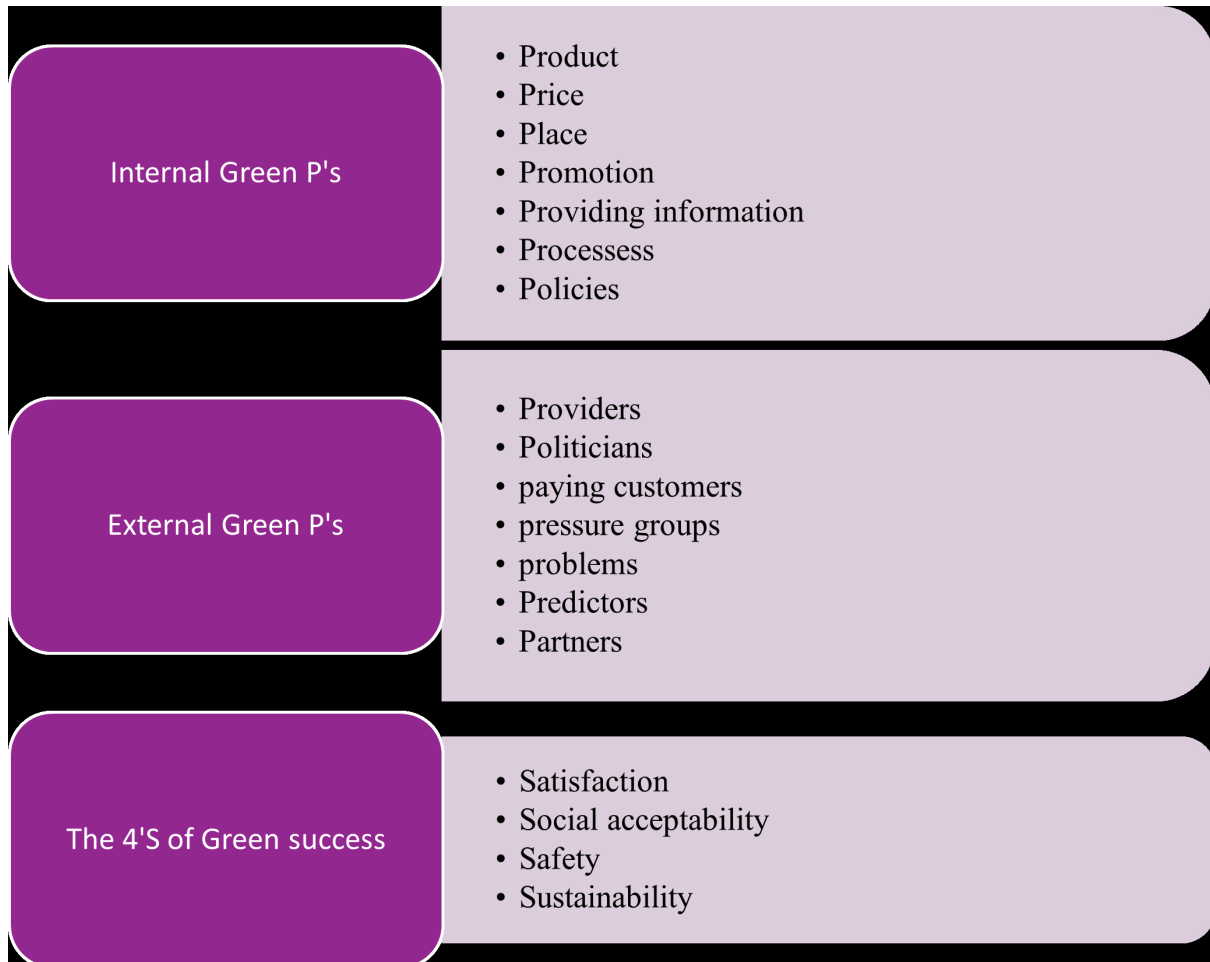 Internal Green P's
• Product
• Price
• Place
• Promotion
• Providing information
• Processess
• Policies
External Green P's
• Providers
• Politicians
• paying customers
• pressure groups
• problems
• Predictors
• Partners
The 4'S of Green success
• Satisfaction
• Social acceptability
• Safety
• Sustainability